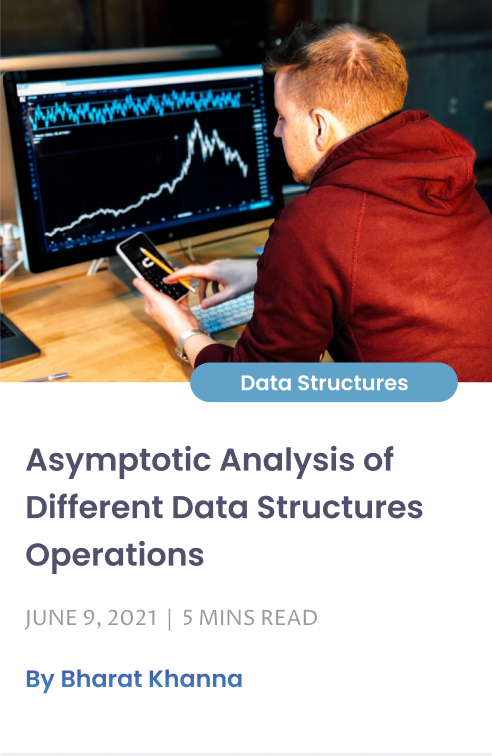 Data Structures
Asymptotic Analysis of
Different Data Structures
Operations
JUNE 9, 2021 | 5 MINS READ
By Bharat Khanna